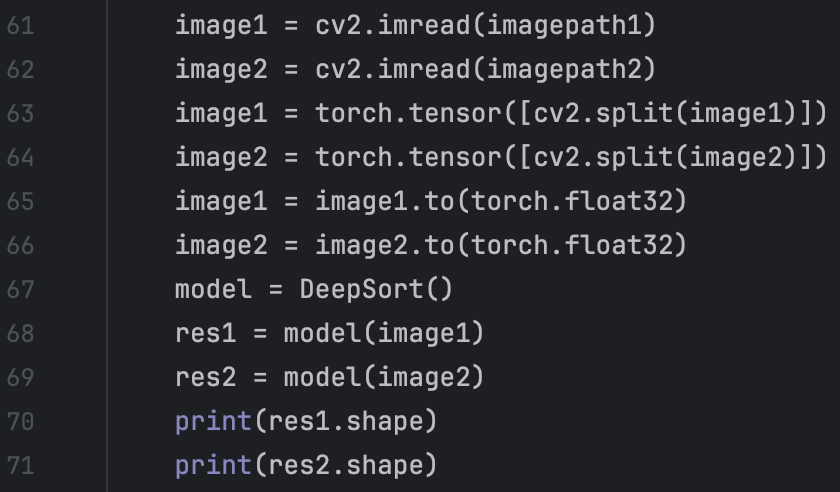 61 image1 = cv2.imread(imagepath1)
62 image2 = cv2.imread(imagepath2)
63 image1 = torch.tensor([cv2.split(image1)])
64 image2 = torch.tensor([cv2.split(image2)])
65 image1 = image1.to(torch.float32)
66 image2 = image2.to(torch.float32)
67 model = DeepSort()
68 res1 = model(image1)
69 res2 = model(image2)
70 print(res1.shape)
71 print(res2.shape)